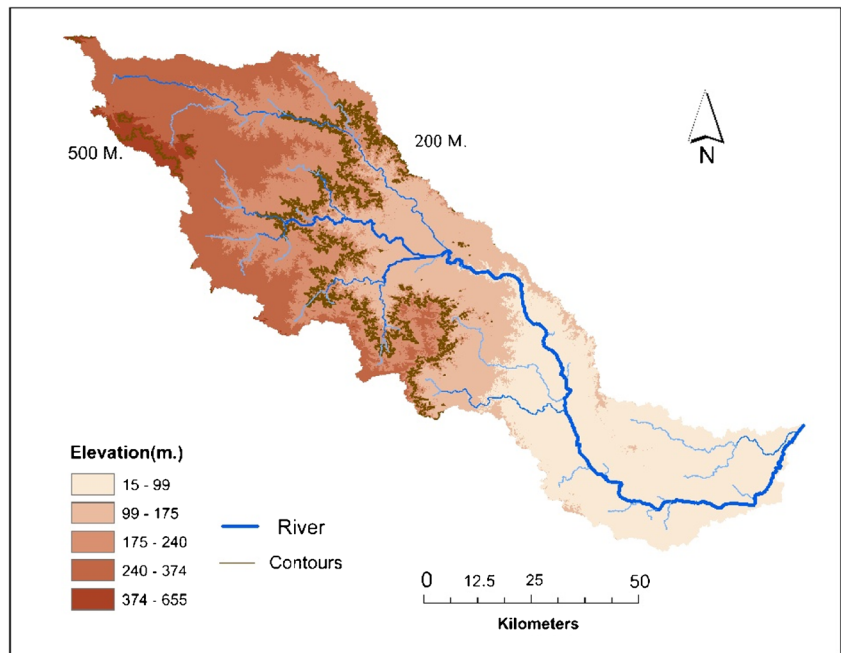 500 M.
200 M.
N
Elevation(m.)
15 - 99
99 - 175
175 - 240
240 - 374
374 - 655
River
Contours
0 12.5 25 50
Kilometers